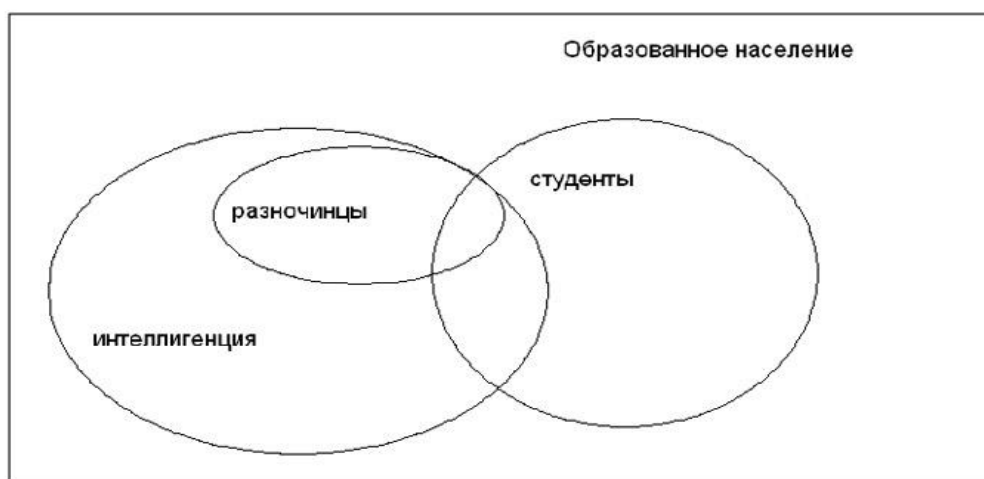 Образованное население
студенты
разночинцы
интеллигенция